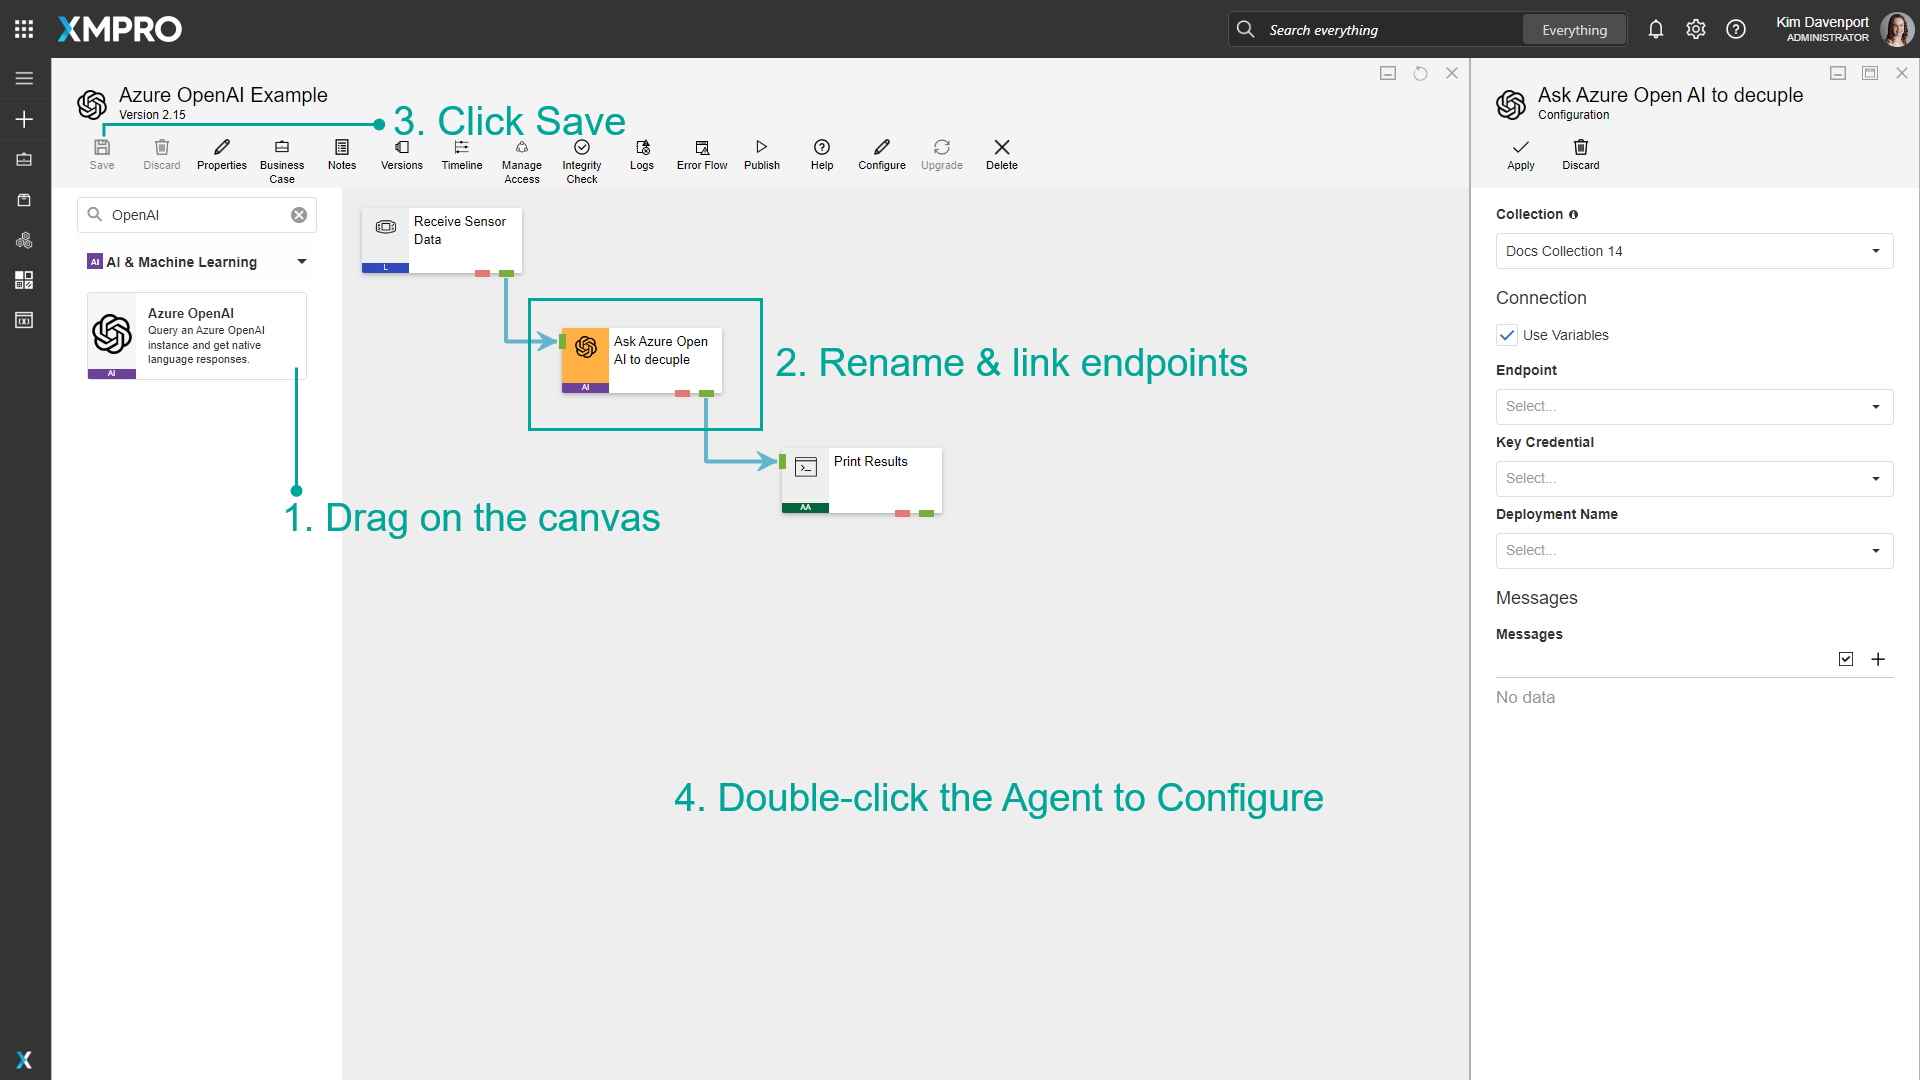 XMPRO
Search everything
Everything
Kim Davenport
ADMINISTRATOR
Azure OpenAI Example
Version 2.15
3. Click Save
Save
Discard
Properties
Business
Case
Notes
Versions
Timeline
Manage
Access
Integrity
Check
Logs
Error Flow
Publish
Help
Configure
Upgrade
Delete
OpenAI
AI
AI & Machine Learning
Azure OpenAI
Query an Azure OpenAI
instance and get native
language responses.
AI
1. Drag on the canvas
Receive Sensor
Data
L
Ask Azure Open
AI to decuple
AI
2. Rename & link endpoints
Print Results
AA
4. Double-click the Agent to Configure
Ask Azure Open AI to decuple
Configuration
Apply
Discard
Collection
Docs Collection 14
Connection
Use Variables
Endpoint
Select...
Key Credential
Select...
Deployment Name
Select...
Messages
Messages
No data
X